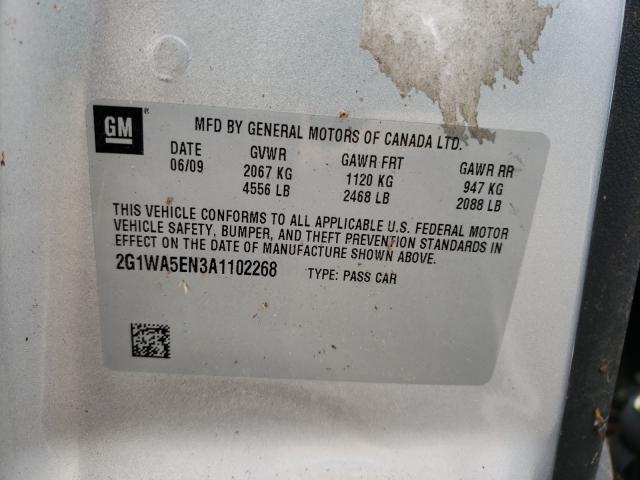 GM ®
MFD BY GENERAL MOTORS OF CANADA LTD.
DATE GVWR GAWR FRT GAWR RR
06/09 2067 KG 1120 KG 947 KG
4556 LB 2468 LB 2088 LB
THIS VEHICLE CONFORMS TO ALL APPLICABLE U.S. FEDERAL MOTOR
VEHICLE SAFETY, BUMPER, AND THEFT PREVENTION STANDARDS IN
EFFECT ON THE DATE OF MANUFACTURE SHOWN ABOVE.
2G1WA5EN3A1102268 TYPE: PASS CAR